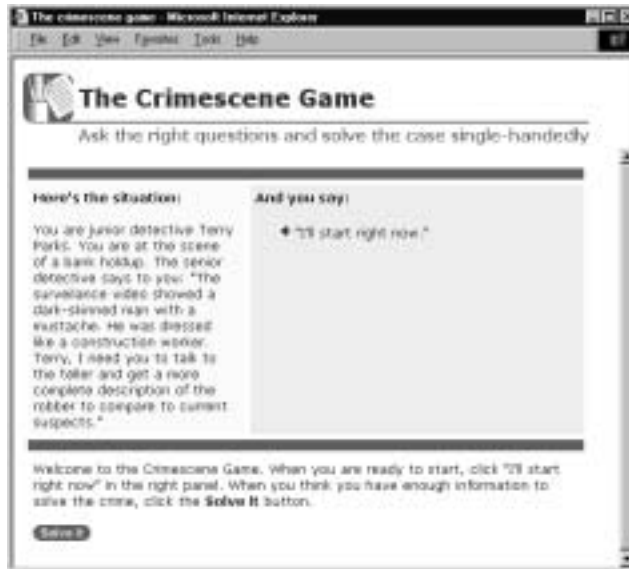 The crimescene game - Microsoft Internet Explorer
File Edit View Favorites Tools Help
The Crimescene Game
Ask the right questions and solve the case single-handedly
Here's the situation:
You are junior detective Terry
Parks. You are at the scene
of a bank holdup. The senior
detective says to you: "The
surveilance video showed a
dark-skinned man with a
mustache. He was dressed
like a construction worker.
Terry, I need you to talk to
the teller and get a more
complete description of the
robber to compare to current
suspects."
And you say:
"I'll start right now."
Welcome to the Crimescene Game. When you are ready to start, click "I'll start
right now" in the right panel. When you think you have enough information to
solve the crime, click the Solve It button.
Solve It